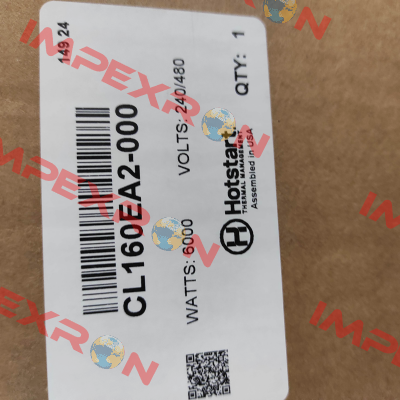 149 24
CL160EA2-000
WATTS: 6000 VOLTS: 240/480
Hotstart
THERMAL MANAGEMENT
Assembled in USA
QTY: 1
IMPEXRON
IMPEXRON
IMPEXRON
IMPEXRON